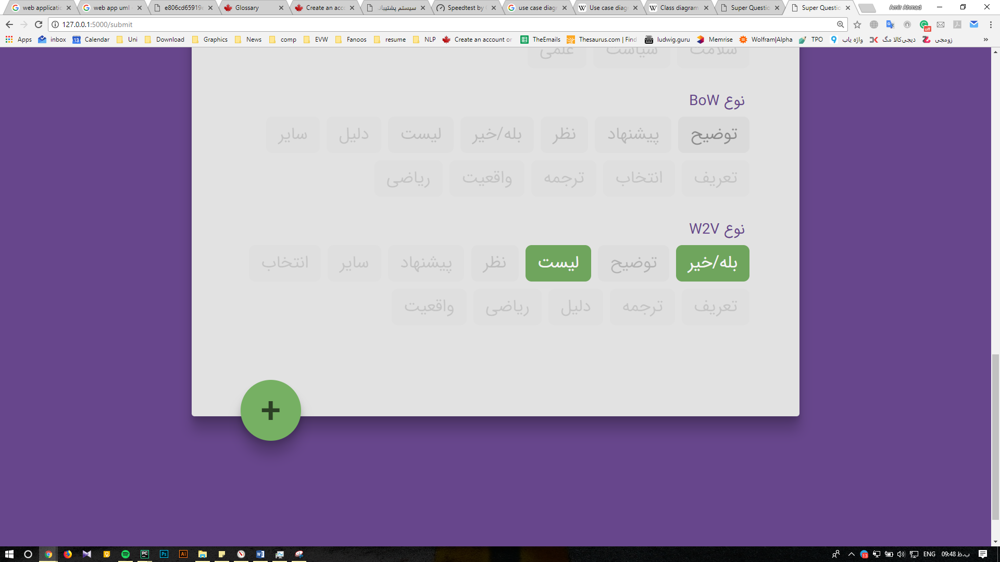 web applicatic
web app uml -
e806cd65919e
Glossary
Create an acco
سیستم پشتیبان
Speedtest by
use case diagr
Use case diag
Class diagram
Super Questio
Super Questio
Amir Ahmad
127.0.0.1:5000/submit
Apps inbox Calendar Uni Download Graphics News comp EVW Fanoos resume NLP Create an account or TheEmails Thesaurus.com | Find ludwig.guru Memrise Wolfram|Alpha TPO واژه یاب دیجی‌کالا مگ زومجی »
سلامت سیاست علمی
نوع BoW
توضیح پیشنهاد نظر بله/خیر لیست دلیل سایر
تعریف انتخاب ترجمه واقعیت ریاضی
نوع W2V
بله/خیر توضیح لیست نظر پیشنهاد سایر انتخاب
تعریف ترجمه دلیل ریاضی واقعیت
+
ENG 09:48 ب.ظ